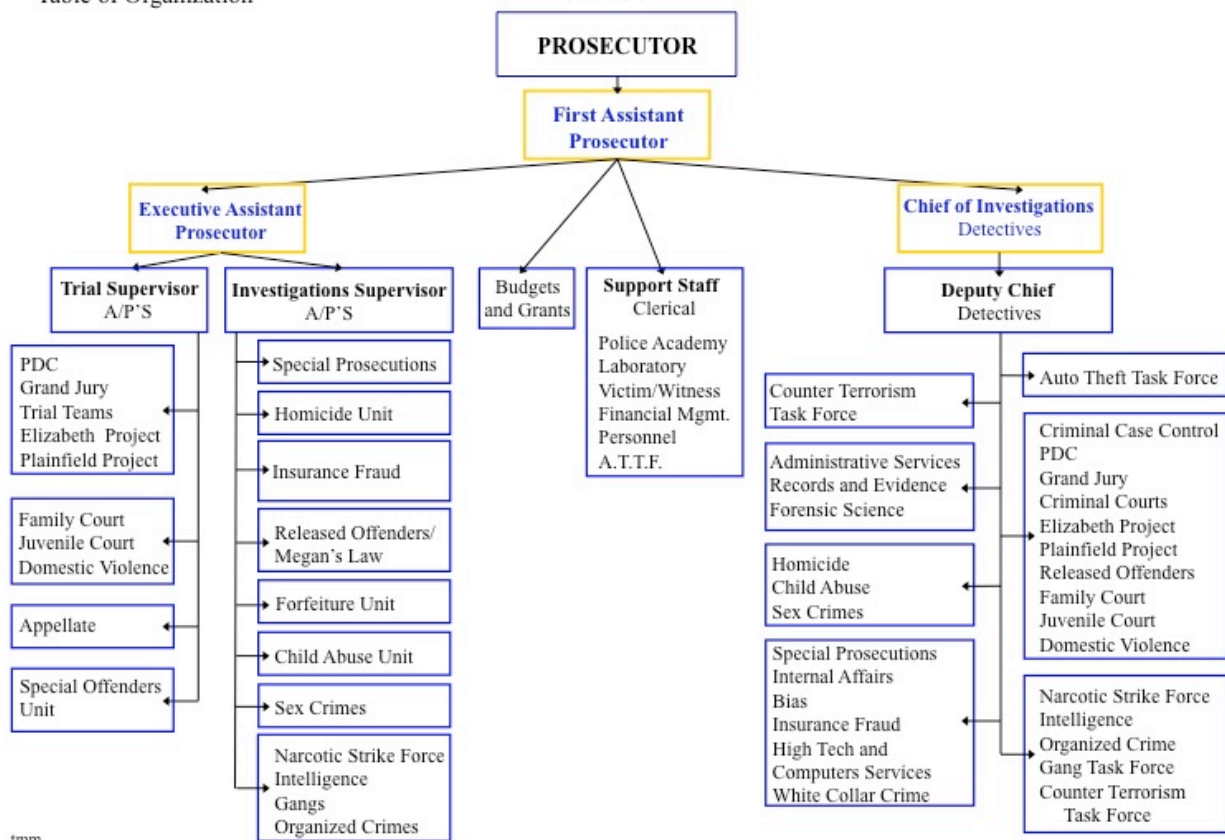 Table of Organization
PROSECUTOR
First Assistant
Prosecutor
Executive Assistant
Prosecutor
Chief of Investigations
Detectives
Trial Supervisor
A/P'S
Investigations Supervisor
A/P'S
Budgets
and Grants
Support Staff
Clerical
Police Academy
Laboratory
Victim/Witness
Financial Mgmt.
Personnel
A.T.T.F.
Deputy Chief
Detectives
PDC
Grand Jury
Trial Teams
Elizabeth Project
Plainfield Project
Family Court
Juvenile Court
Domestic Violence
Appellate
Special Offenders
Unit
Special Prosecutions
Homicide Unit
Insurance Fraud
Released Offenders/
Megan's Law
Forfeiture Unit
Child Abuse Unit
Sex Crimes
Narcotic Strike Force
Intelligence
Gangs
Organized Crimes
Counter Terrorism
Task Force
Administrative Services
Records and Evidence
Forensic Science
Homicide
Child Abuse
Sex Crimes
Special Prosecutions
Internal Affairs
Bias
Insurance Fraud
High Tech and
Computers Services
White Collar Crime
Auto Theft Task Force
Criminal Case Control
PDC
Grand Jury
Criminal Courts
Elizabeth Project
Plainfield Project
Released Offenders
Family Court
Juvenile Court
Domestic Violence
Narcotic Strike Force
Intelligence
Organized Crime
Gang Task Force
Counter Terrorism
Task Force